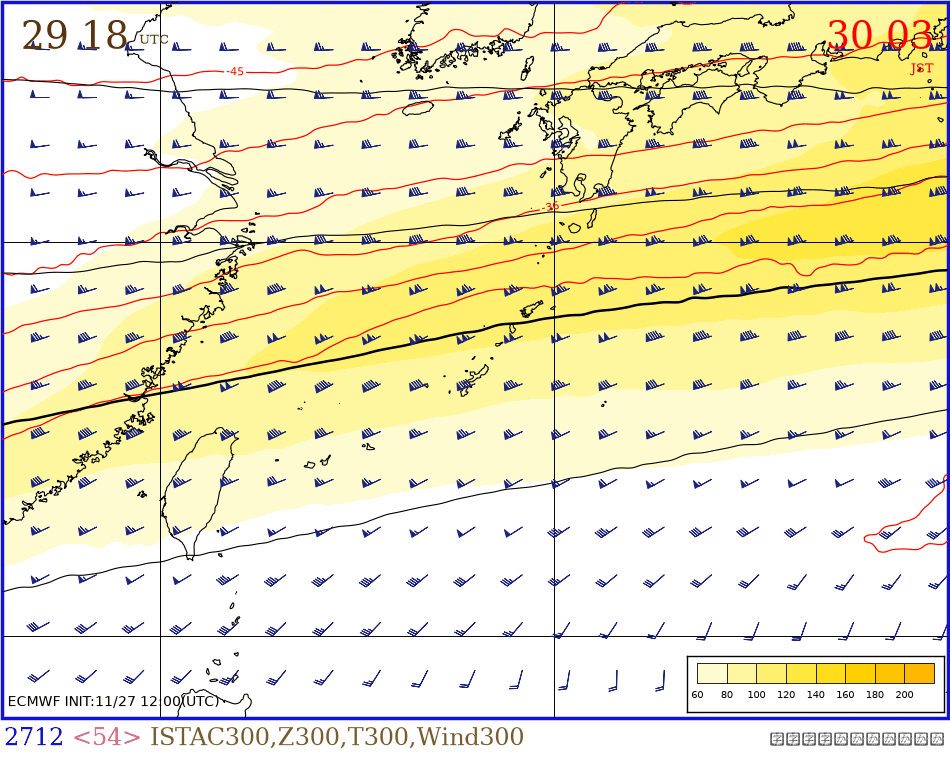 29 18 UTC 30 03
JST
-45
-35
60 80 100 120 140 160 180 200
ECMWF INIT:11/27 12:00(UTC)
2712 <54> ISTAC300,Z300,T300,Wind300